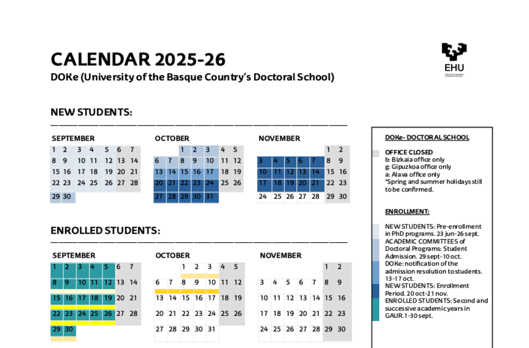 CALENDAR 2025-26
DOKe (University of the Basque Country's Doctoral School)
EHU
NEW STUDENTS:
SEPTEMBER
1 2 3 4 5 6 7
8 9 10 11 12 13 14
15 16 17 18 19 20 21
22 23 24 25 26 27 28
29 30
OCTOBER
1 2 3 4 5
6 7 8 9 10 11 12
13 14 15 16 17 18 19
20 21 22 23 24 25 26
27 28 29 30 31
NOVEMBER
1 2
3 4 5 6 7 8 9
10 11 12 13 14 15 16
17 18 19 20 21 22 23
24 25 26 27 28 29 30
ENROLLED STUDENTS:
SEPTEMBER
1 2 3 4 5 6 7
8 9 10 11 12 13 14
15 16 17 18 19 20 21
22 23 24 25 26 27 28
29 30
OCTOBER
1 2 3 4 5
6 7 8 9 10 11 12
13 14 15 16 17 18 19
20 21 22 23 24 25 26
27 28 29 30 31
NOVEMBER
1 2
3 4 5 6 7 8 9
10 11 12 13 14 15 16
17 18 19 20 21 22 23
24 25 26 27 28 29 30
DOKe- DOCTORAL SCHOOL
OFFICE CLOSED
b: Bizkaia office only
g: Gipuzkoa office only
a: Alava office only
*Spring and summer holidays still
to be confirmed.
ENROLLMENT:
NEW STUDENTS: Pre-enrollment
in PhD programs. 23 jun-26 sept.
ACADEMIC COMMITTEES of
Doctoral Programs: Student
Admission. 29 sept-10 oct.
DOKe: notification of the
admission resolution to students.
13-17 oct.
NEW STUDENTS: Enrollment
Period. 20 oct-21 nov.
ENROLLED STUDENTS: Second and
successive academic years in
GAUR.1-30 sept.